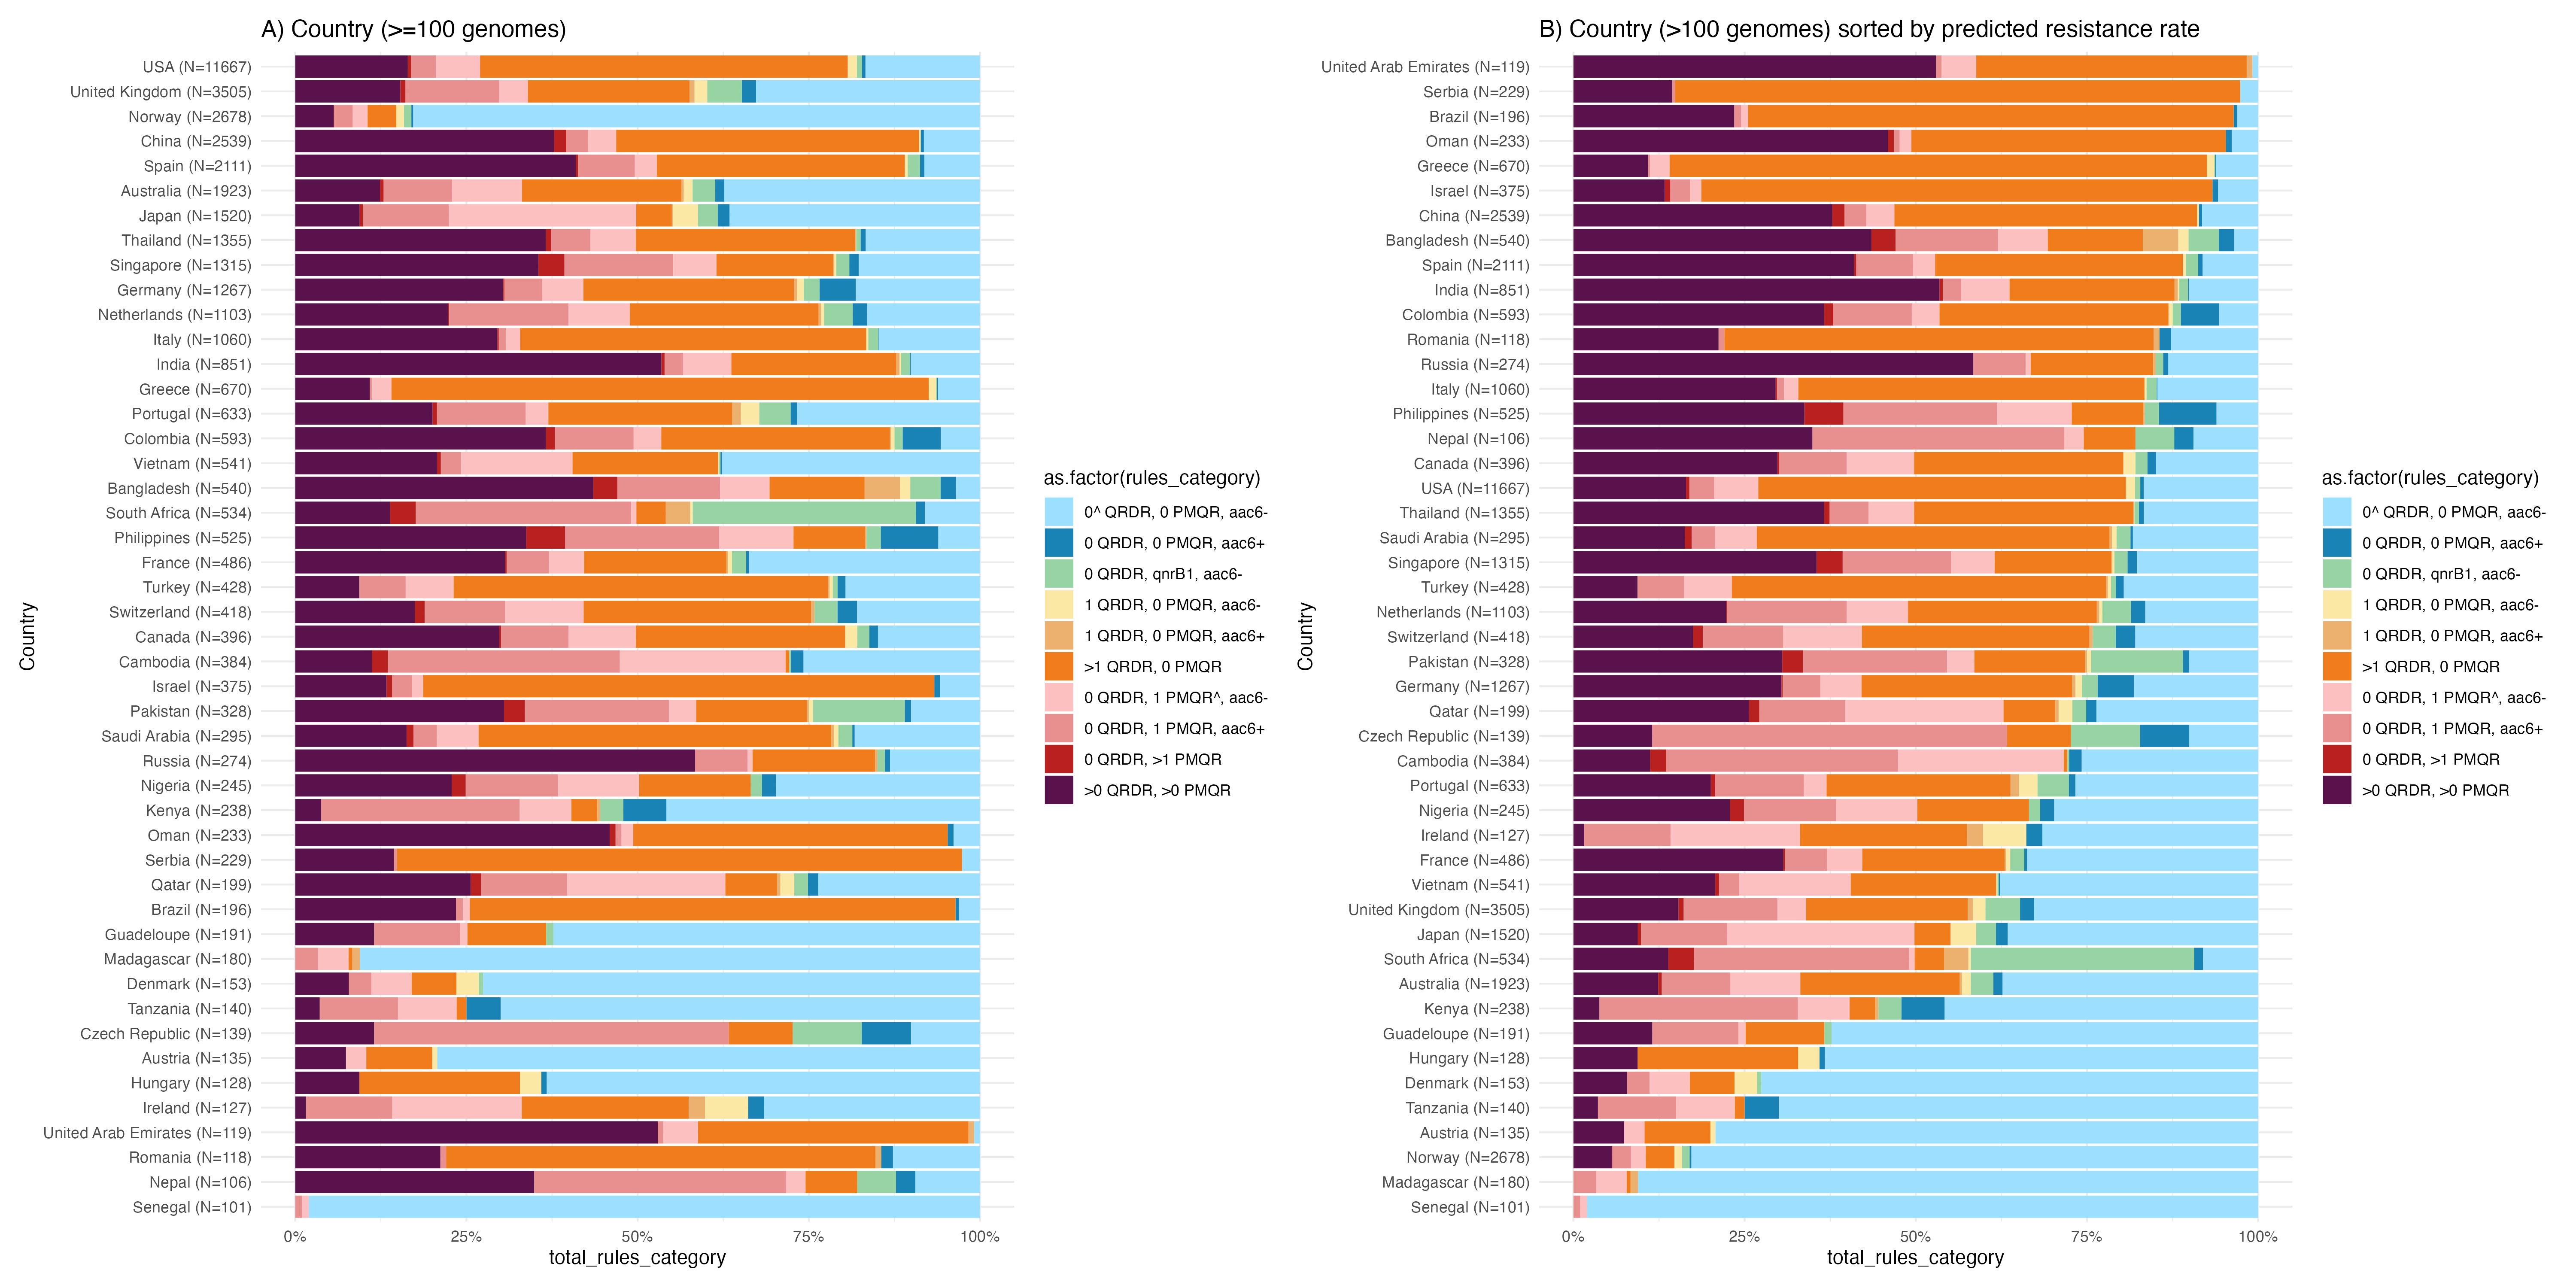 A) Country (>=100 genomes)
USA (N=11667)
United Kingdom (N=3505)
Norway (N=2678)
China (N=2539)
Spain (N=2111)
Australia (N=1923)
Japan (N=1520)
Thailand (N=1355)
Singapore (N=1315)
Germany (N=1267)
Netherlands (N=1103)
Italy (N=1060)
India (N=851)
Greece (N=670)
Portugal (N=633)
Colombia (N=593)
Vietnam (N=541)
Bangladesh (N=540)
South Africa (N=534)
Philippines (N=525)
France (N=486)
Turkey (N=428)
Switzerland (N=418)
Canada (N=396)
Cambodia (N=384)
Israel (N=375)
Pakistan (N=328)
Saudi Arabia (N=295)
Russia (N=274)
Nigeria (N=245)
Kenya (N=238)
Oman (N=233)
Serbia (N=229)
Qatar (N=199)
Brazil (N=196)
Guadeloupe (N=191)
Madagascar (N=180)
Denmark (N=153)
Tanzania (N=140)
Czech Republic (N=139)
Austria (N=135)
Hungary (N=128)
Ireland (N=127)
United Arab Emirates (N=119)
Romania (N=118)
Nepal (N=106)
Senegal (N=101)
Country
0%
25%
50%
75%
100%
total_rules_category
as.factor(rules_category)
0^ QRDR, 0 PMQR, aac6-
0 QRDR, 0 PMQR, aac6+
0 QRDR, qnrB1, aac6-
1 QRDR, 0 PMQR, aac6-
1 QRDR, 0 PMQR, aac6+
>1 QRDR, 0 PMQR
0 QRDR, 1 PMQR^, aac6-
0 QRDR, 1 PMQR, aac6+
0 QRDR, >1 PMQR
>0 QRDR, >0 PMQR
B) Country (>100 genomes) sorted by predicted resistance rate
United Arab Emirates (N=119)
Serbia (N=229)
Brazil (N=196)
Oman (N=233)
Greece (N=670)
Israel (N=375)
China (N=2539)
Bangladesh (N=540)
Spain (N=2111)
India (N=851)
Colombia (N=593)
Romania (N=118)
Russia (N=274)
Italy (N=1060)
Philippines (N=525)
Nepal (N=106)
Canada (N=396)
USA (N=11667)
Thailand (N=1355)
Saudi Arabia (N=295)
Singapore (N=1315)
Turkey (N=428)
Netherlands (N=1103)
Switzerland (N=418)
Pakistan (N=328)
Germany (N=1267)
Qatar (N=199)
Czech Republic (N=139)
Cambodia (N=384)
Portugal (N=633)
Nigeria (N=245)
Ireland (N=127)
France (N=486)
Vietnam (N=541)
United Kingdom (N=3505)
Japan (N=1520)
South Africa (N=534)
Australia (N=1923)
Kenya (N=238)
Guadeloupe (N=191)
Hungary (N=128)
Denmark (N=153)
Tanzania (N=140)
Austria (N=135)
Norway (N=2678)
Madagascar (N=180)
Senegal (N=101)
Country
0%
25%
50%
75%
100%
total_rules_category
as.factor(rules_category)
0^ QRDR, 0 PMQR, aac6-
0 QRDR, 0 PMQR, aac6+
0 QRDR, qnrB1, aac6-
1 QRDR, 0 PMQR, aac6-
1 QRDR, 0 PMQR, aac6+
>1 QRDR, 0 PMQR
0 QRDR, 1 PMQR^, aac6-
0 QRDR, 1 PMQR, aac6+
0 QRDR, >1 PMQR
>0 QRDR, >0 PMQR